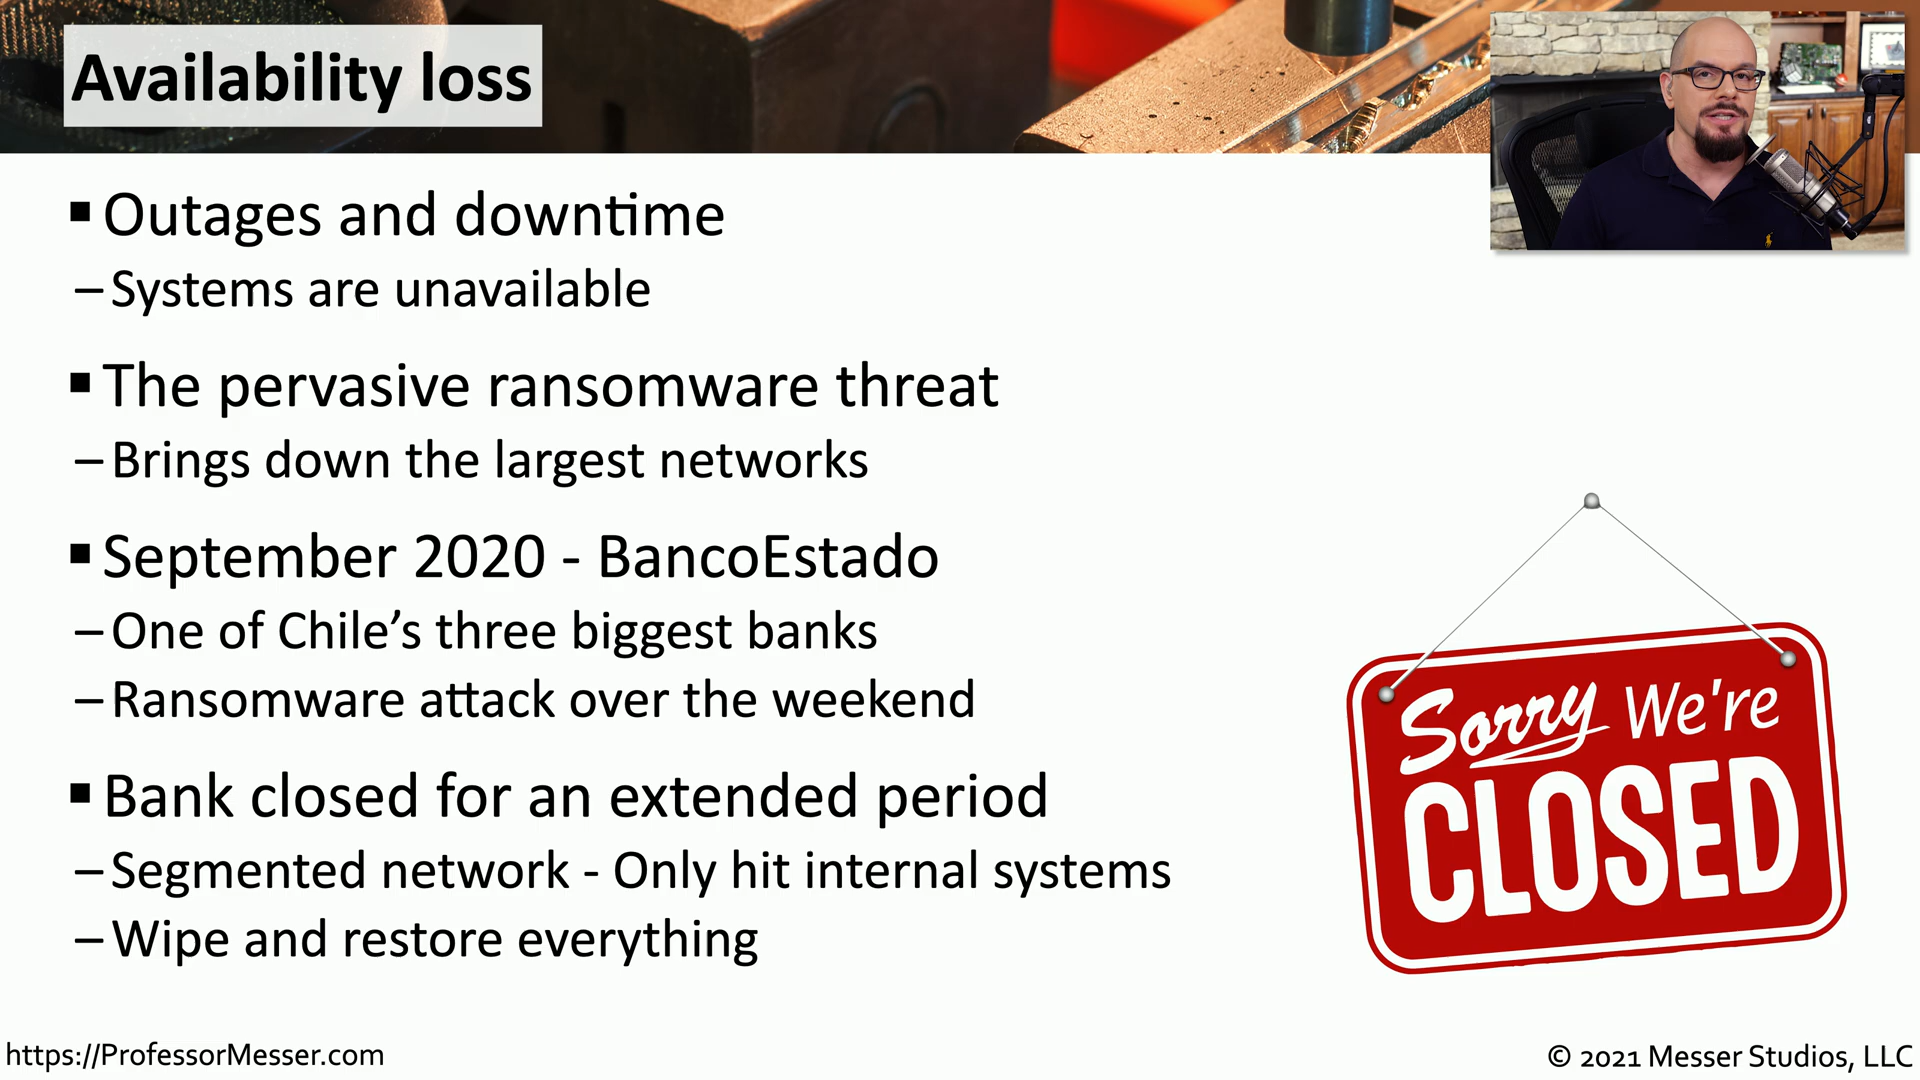 Availability loss
▪ Outages and downtime
– Systems are unavailable
▪ The pervasive ransomware threat
– Brings down the largest networks
▪ September 2020 - BancoEstado
– One of Chile’s three biggest banks
– Ransomware attack over the weekend
▪ Bank closed for an extended period
– Segmented network - Only hit internal systems
– Wipe and restore everything
Sorry We're
CLOSED
https://ProfessorMesser.com
© 2021 Messer Studios, LLC